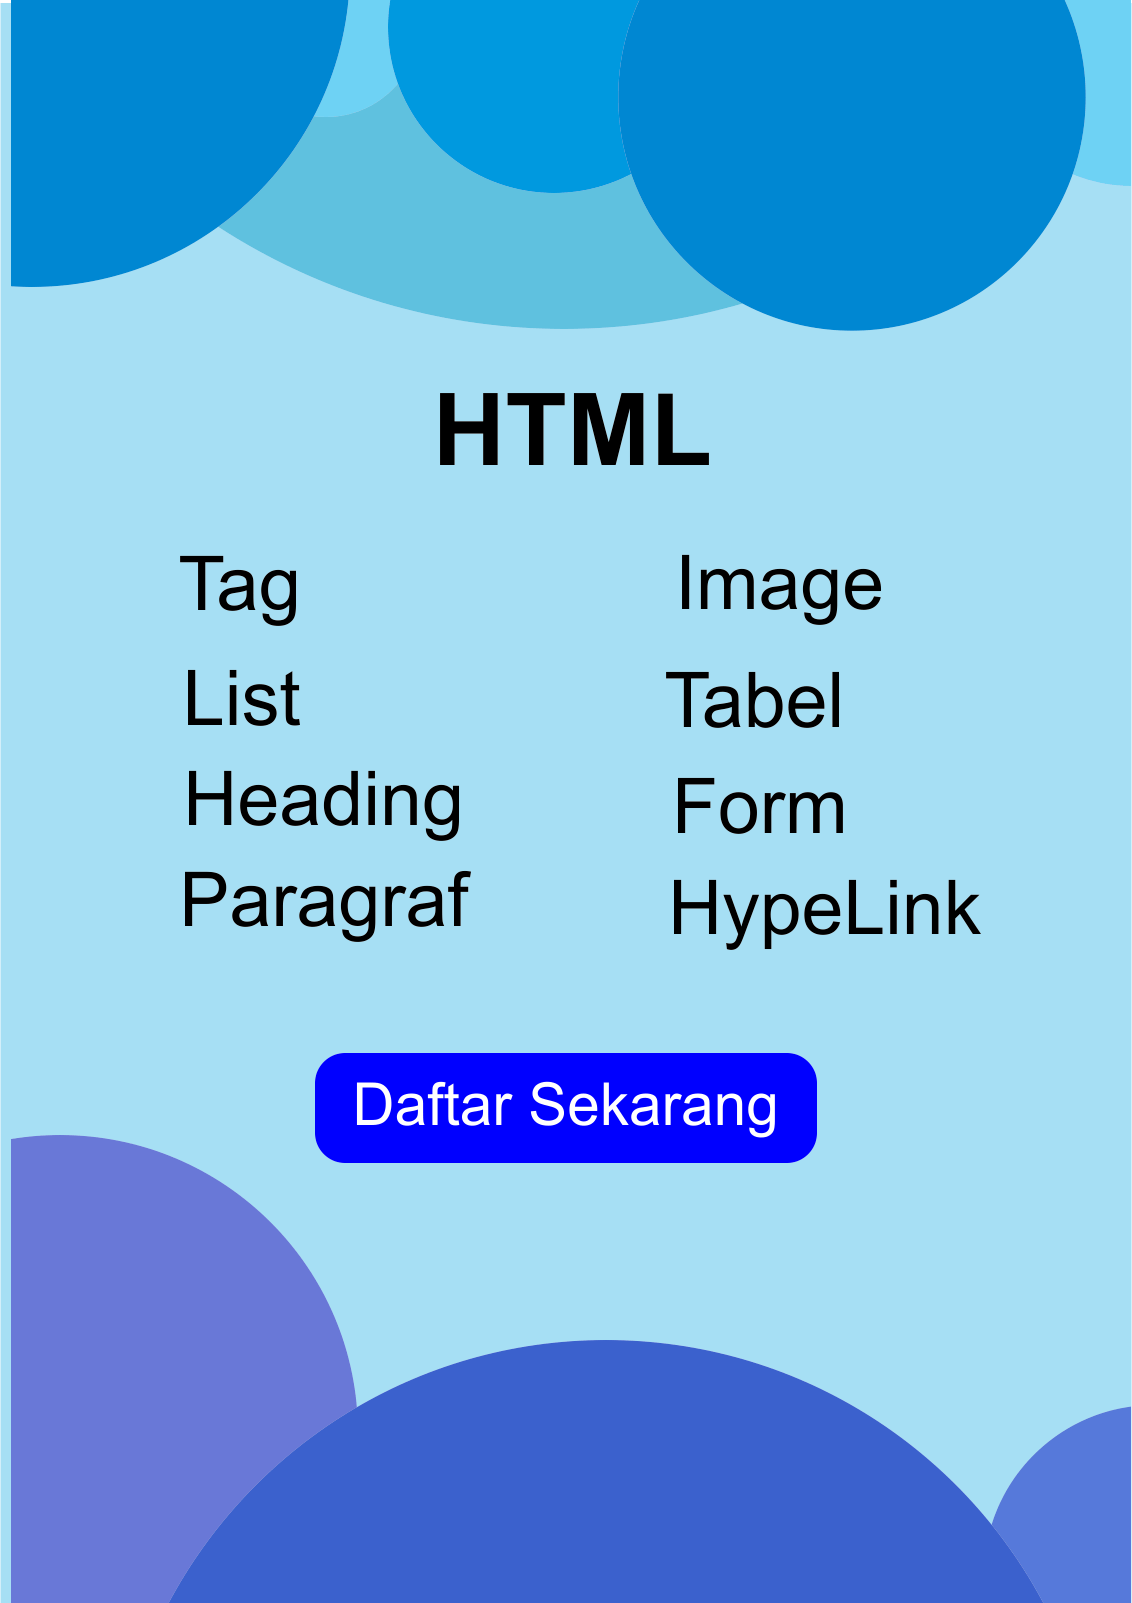 HTML
Tag
List
Heading
Paragraf
Image
Tabel
Form
HypeLink
Daftar Sekarang